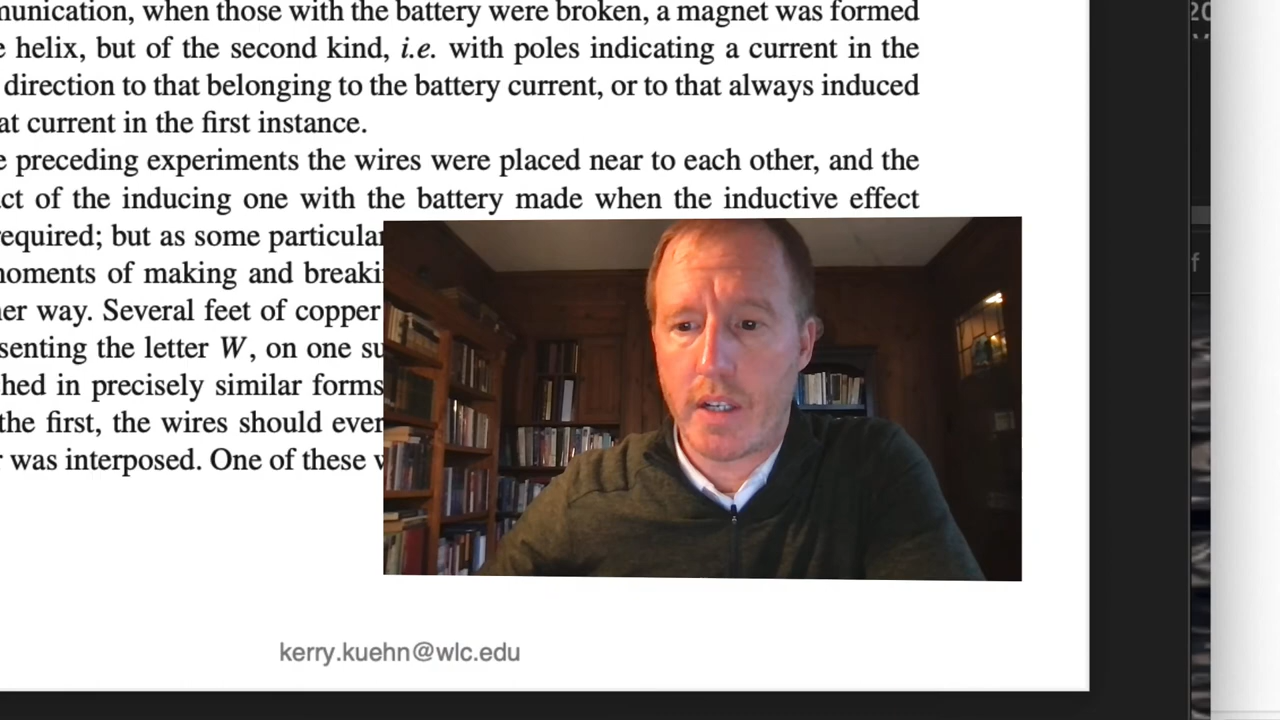 munication, when those with the battery were broken, a magnet was formed
e helix, but of the second kind, i.e. with poles indicating a current in the
direction to that belonging to the battery current, or to that always induced
at current in the first instance.
e preceding experiments the wires were placed near to each other, and the
ct of the inducing one with the battery made when the inductive effect
required; but as some particular
moments of making and breaki
ner way. Several feet of copper
senting the letter W, on one su
hed in precisely similar forms
the first, the wires should ever
was interposed. One of these w
kerry.kuehn@wlc.edu